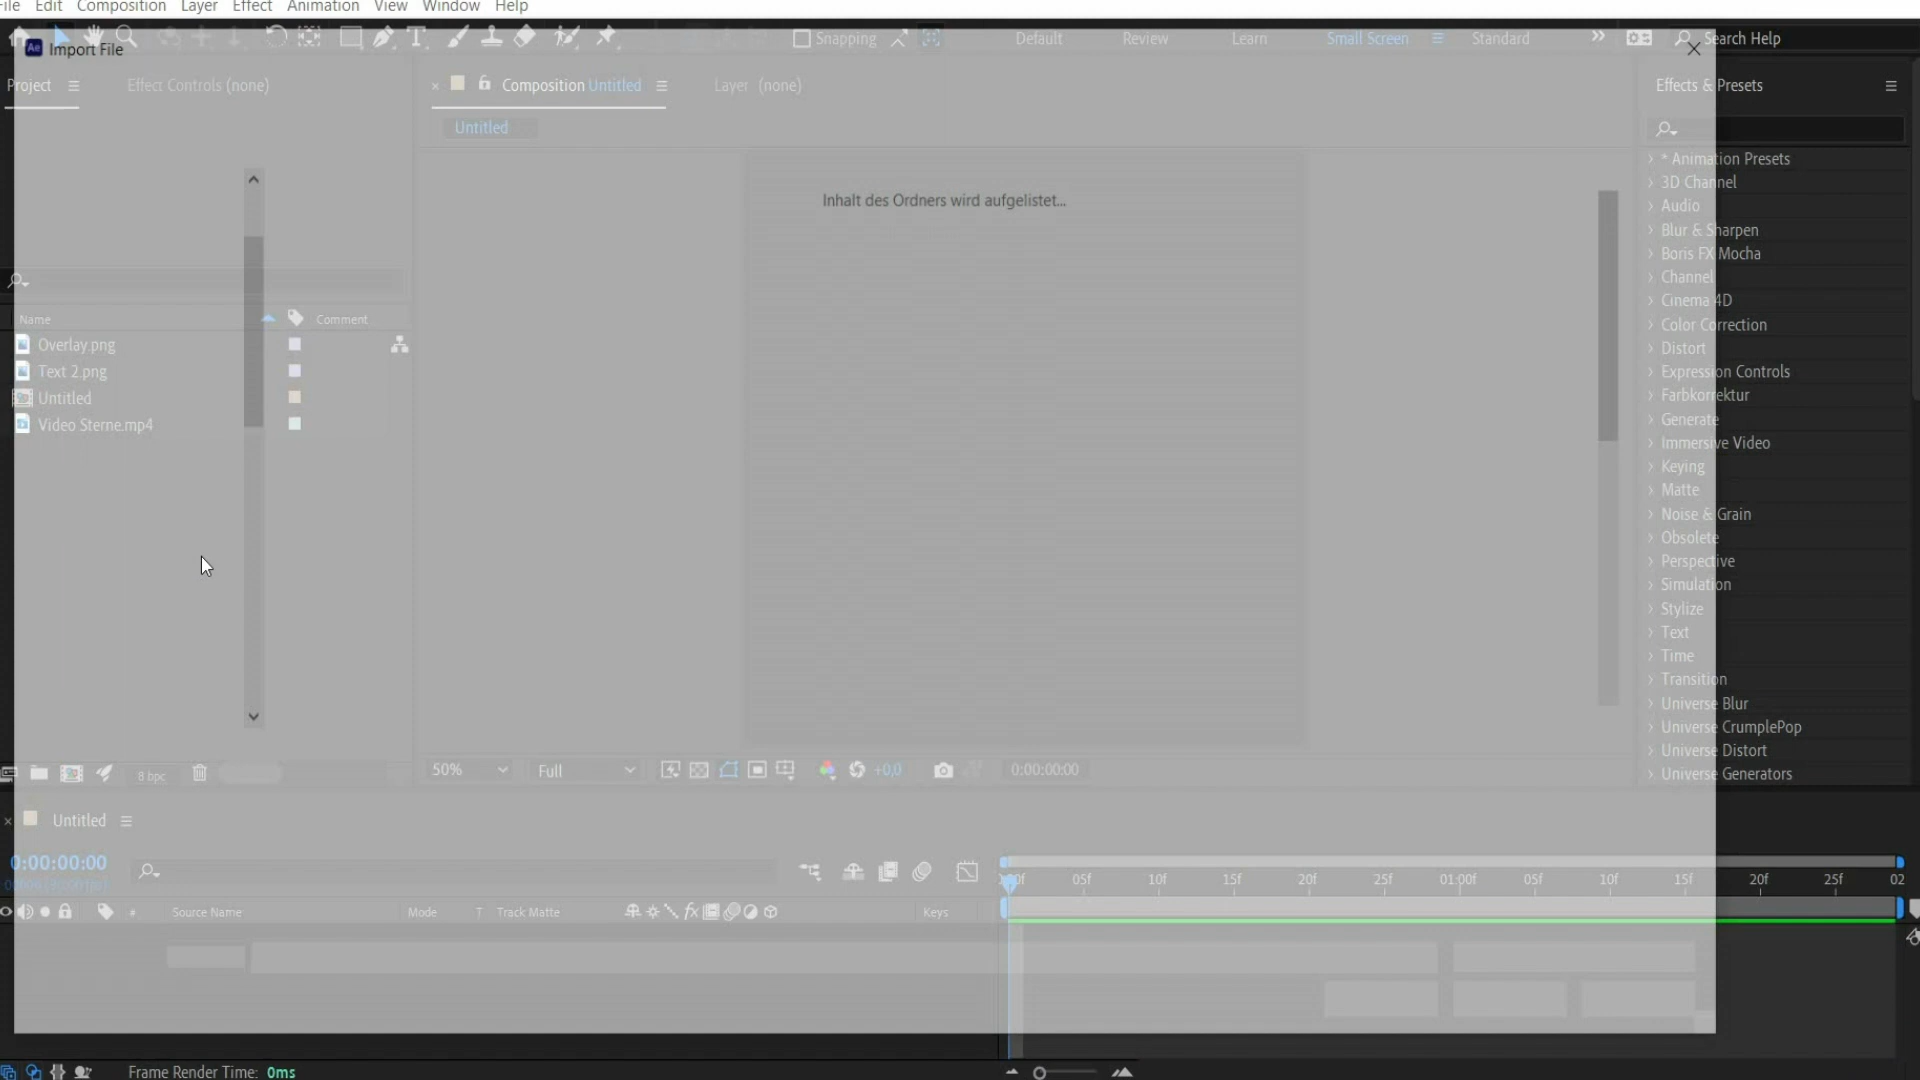 File Edit Composition Layer Effect Animation View Window Help
Snapping Default Review Learn Small Screen Standard Search Help
Import File
Project Effect Controls (none) Composition Untitled Layer (none) Effects & Presets
Untitled
Inhalt des Ordners wird aufgelistet...
Name Comment
Overlay.png
Text 2.png
Untitled
Video Sterne.mp4
* Animation Presets
3D Channel
Audio
Blur & Sharpen
Boris FX Mocha
Channel
Cinema 4D
Color Correction
Distort
Expression Controls
Farbkorrektur
Generate
Immersive Video
Keying
Matte
Noise & Grain
Obsolete
Perspective
Simulation
Stylize
Text
Time
Transition
Universe Blur
Universe CrumplePop
Universe Distort
Universe Generators
8 bpc 50% Full +0,0 0:00:00:00
Untitled
0:00:00:00
05f 10f 15f 20f 25f 01:00f 05f 10f 15f 20f 25f 02
# Source Name Mode T Track Matte Keys
Frame Render Time: 0ms